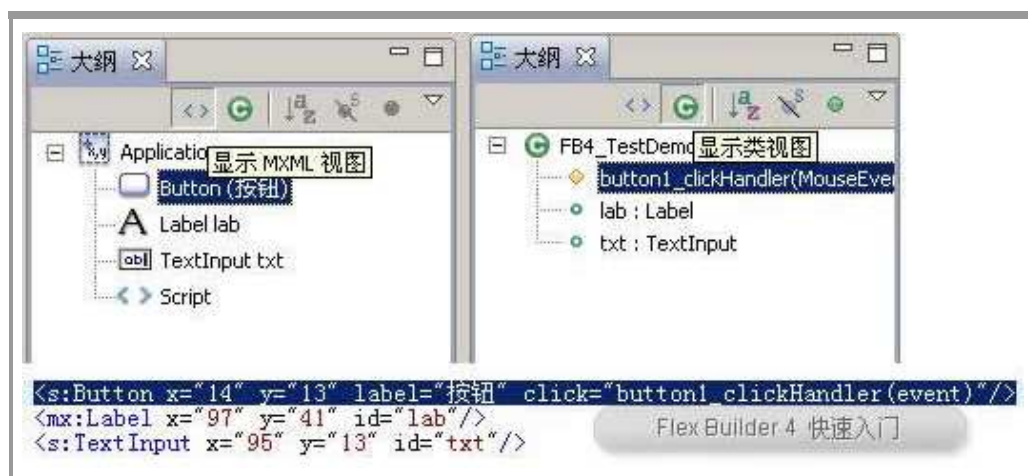 大纲
Applicatio
显示 MXML 视图
Button (按钮)
Label lab
TextInput txt
Script
大纲
FB4_TestDemo
显示类视图
button1_clickHandler(MouseEve
lab : Label
txt : TextInput
<s:Button x="14" y="13" label="按钮" click="button1_clickHandler(event)"/>
<mx:Label x="97" y="41" id="lab"/>
<s:TextInput x="95" y="13" id="txt"/>
Flex Builder 4 快速入门